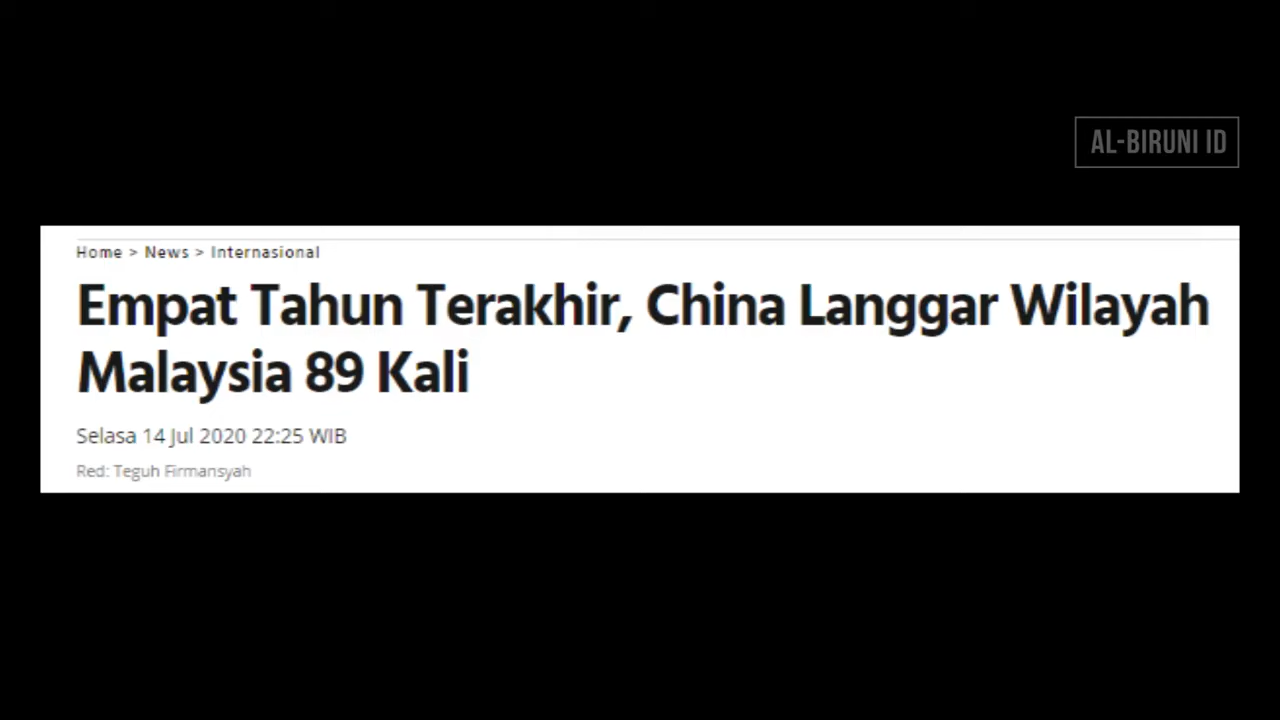 AL-BIRUNI ID
Home > News > Internasional
Empat Tahun Terakhir, China Langgar Wilayah
Malaysia 89 Kali
Selasa 14 Jul 2020 22:25 WIB
Red: Teguh Firmansyah